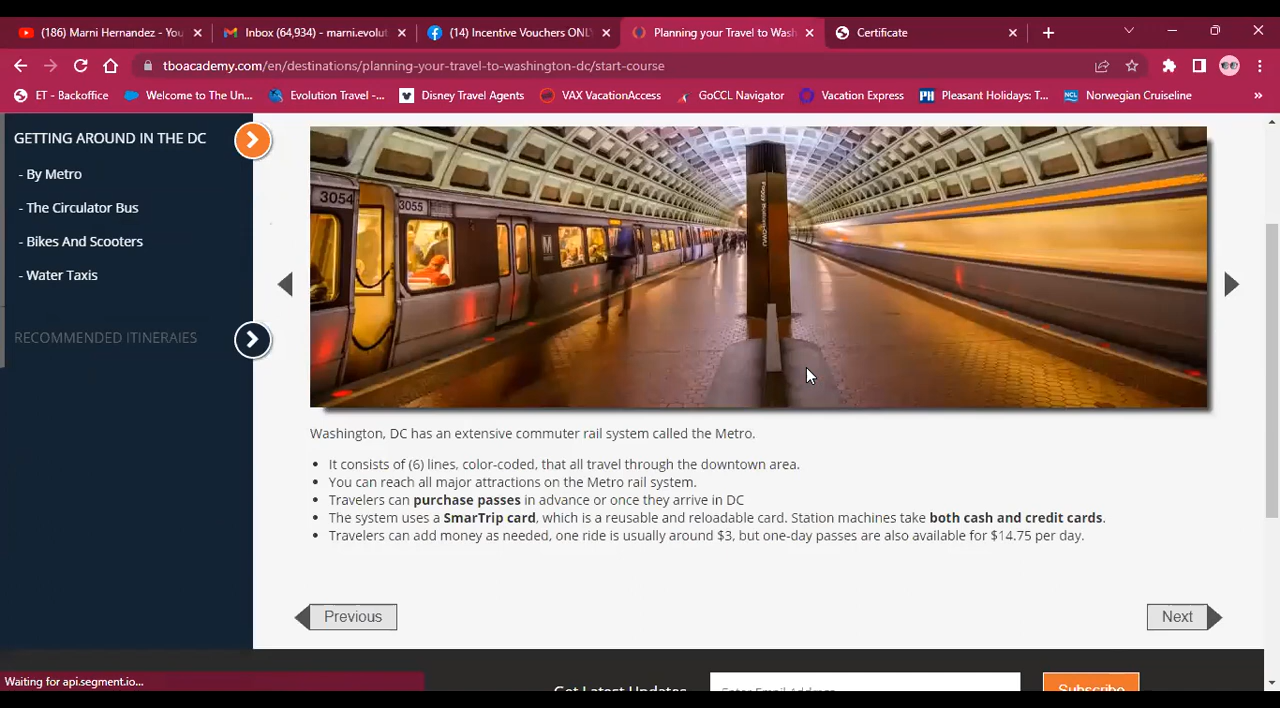 (186) Marni Hernandez - You
Inbox (64,934) - marni.evolut
(14) Incentive Vouchers ONLY
Planning your Travel to Wash
Certificate
tboacademy.com/en/destinations/planning-your-travel-to-washington-dc/start-course
ET - Backoffice
Welcome to The Un...
Evolution Travel -...
Disney Travel Agents
VAX VacationAccess
GoCCL Navigator
Vacation Express
Pleasant Holidays: T...
Norwegian Cruiseline
»
GETTING AROUND IN THE DC
- By Metro
- The Circulator Bus
- Bikes And Scooters
- Water Taxis
RECOMMENDED ITINERAIES
3054
3055
M
Washington, DC has an extensive commuter rail system called the Metro.
• It consists of (6) lines, color-coded, that all travel through the downtown area.
• You can reach all major attractions on the Metro rail system.
• Travelers can purchase passes in advance or once they arrive in DC
• The system uses a SmarTrip card, which is a reusable and reloadable card. Station machines take both cash and credit cards.
• Travelers can add money as needed, one ride is usually around $3, but one-day passes are also available for $14.75 per day.
Previous
Next
Get Latest Updates
Enter Email Address
Subscribe
Waiting for api.segment.io...